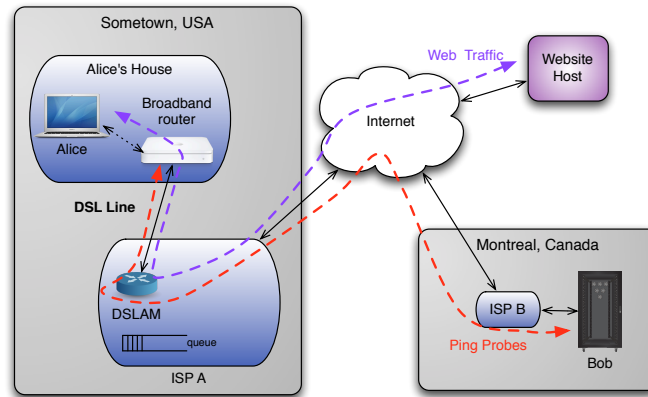 Sometown, USA
Alice's House
Broadband
router
Alice
DSL Line
DSLAM
queue
ISP A
Web Traffic
Website
Host
Internet
Montreal, Canada
ISP B
Ping Probes
Bob